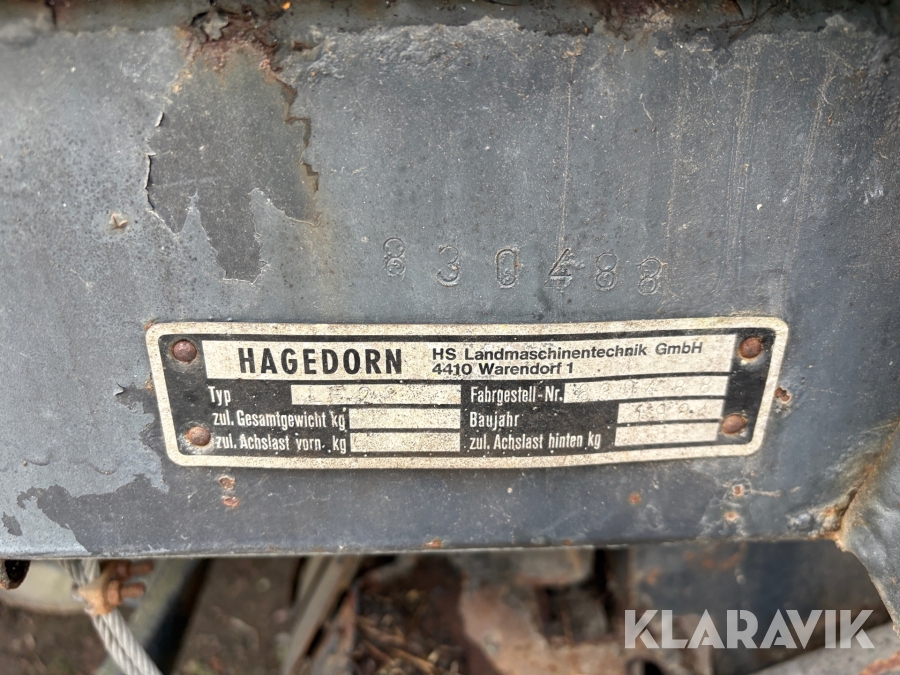 830488
HAGEDORN HS Landmaschinentechnik GmbH
4410 Warendorf 1
Typ Fahrgestell-Nr.
zul. Gesamtgewicht kg Baujahr
zul. Achslast vorn. kg zul. Achslast hinten kg
KLARAVIK